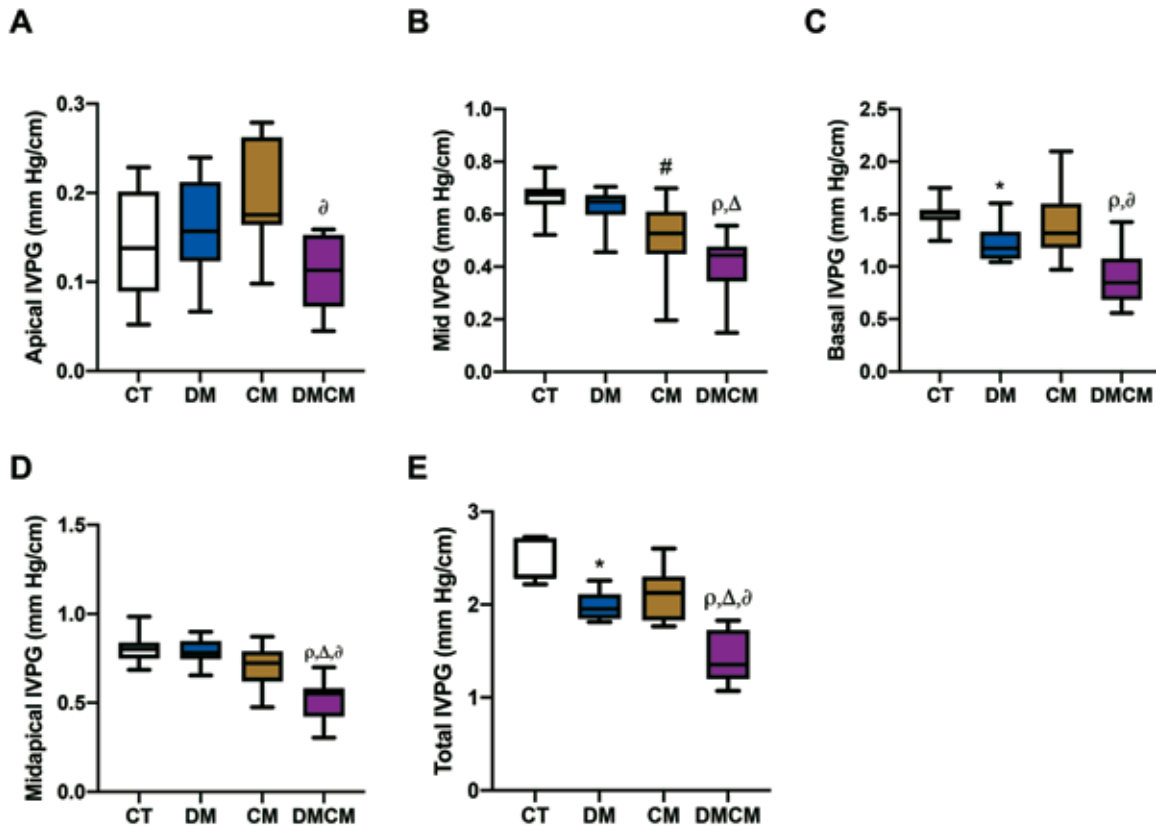 A
Apical IVPG (mm Hg/cm)
0.3
0.2
0.1
0.0
∂
CT DM CM DMCM
B
Mid IVPG (mm Hg/cm)
1.0
0.8
0.6
0.4
0.2
0.0
#
ρ,Δ
CT DM CM DMCM
C
Basal IVPG (mm Hg/cm)
2.5
2.0
1.5
1.0
0.5
0.0
*
ρ,∂
CT DM CM DMCM
D
Midapical IVPG (mm Hg/cm)
1.5
1.0
0.5
0.0
ρ,Δ,∂
CT DM CM DMCM
E
Total IVPG (mm Hg/cm)
3
2
1
0
*
ρ,Δ,∂
CT DM CM DMCM